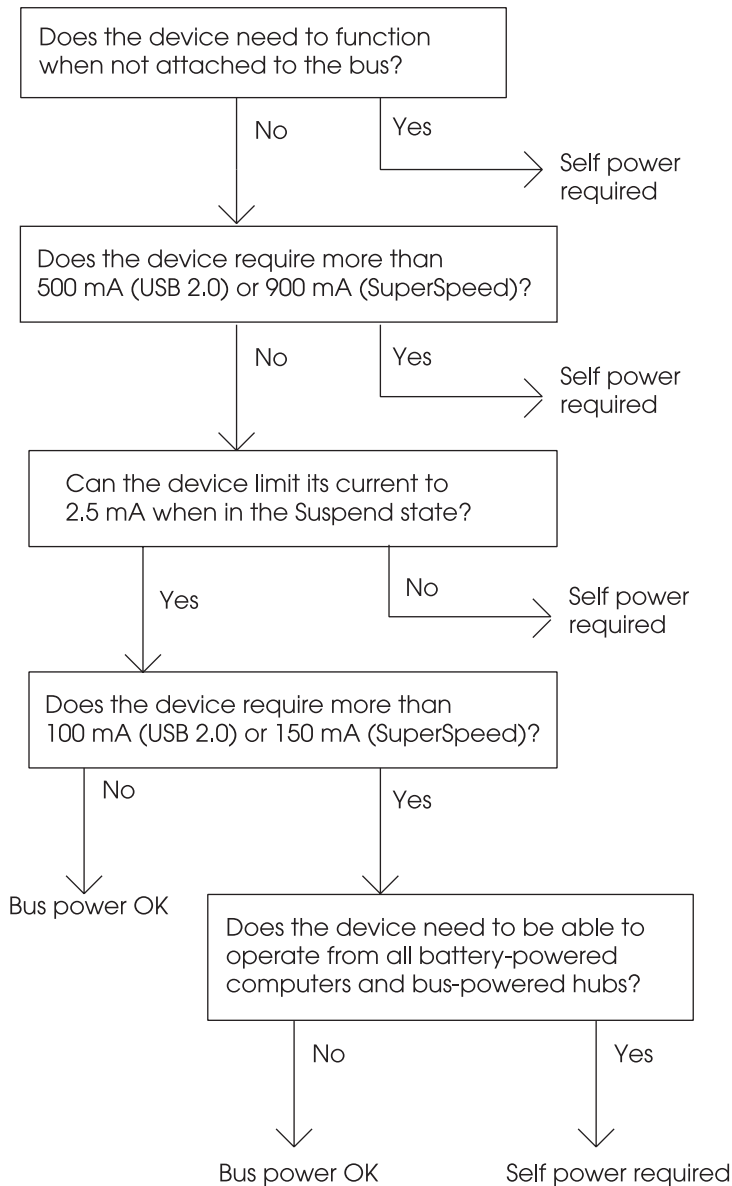 Does the device need to function
when not attached to the bus?
No
Yes
Self power
required
Does the device require more than
500 mA (USB 2.0) or 900 mA (SuperSpeed)?
No
Yes
Self power
required
Can the device limit its current to
2.5 mA when in the Suspend state?
Yes
No
Self power
required
Does the device require more than
100 mA (USB 2.0) or 150 mA (SuperSpeed)?
No
Yes
Bus power OK
Does the device need to be able to
operate from all battery-powered
computers and bus-powered hubs?
No
Yes
Bus power OK
Self power required